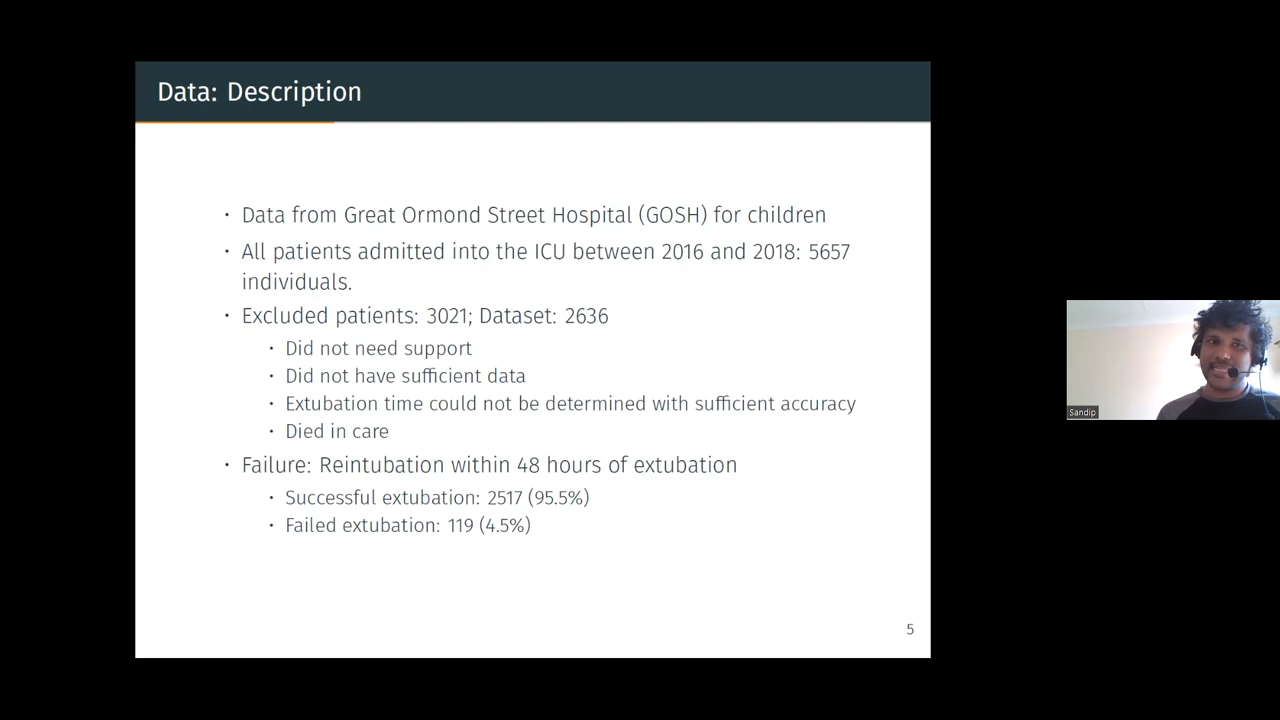 Data: Description
· Data from Great Ormond Street Hospital (GOSH) for children
· All patients admitted into the ICU between 2016 and 2018: 5657
individuals.
· Excluded patients: 3021; Dataset: 2636
· Did not need support
· Did not have sufficient data
· Extubation time could not be determined with sufficient accuracy
· Died in care
· Failure: Reintubation within 48 hours of extubation
· Successful extubation: 2517 (95.5%)
· Failed extubation: 119 (4.5%)
5
Sandip